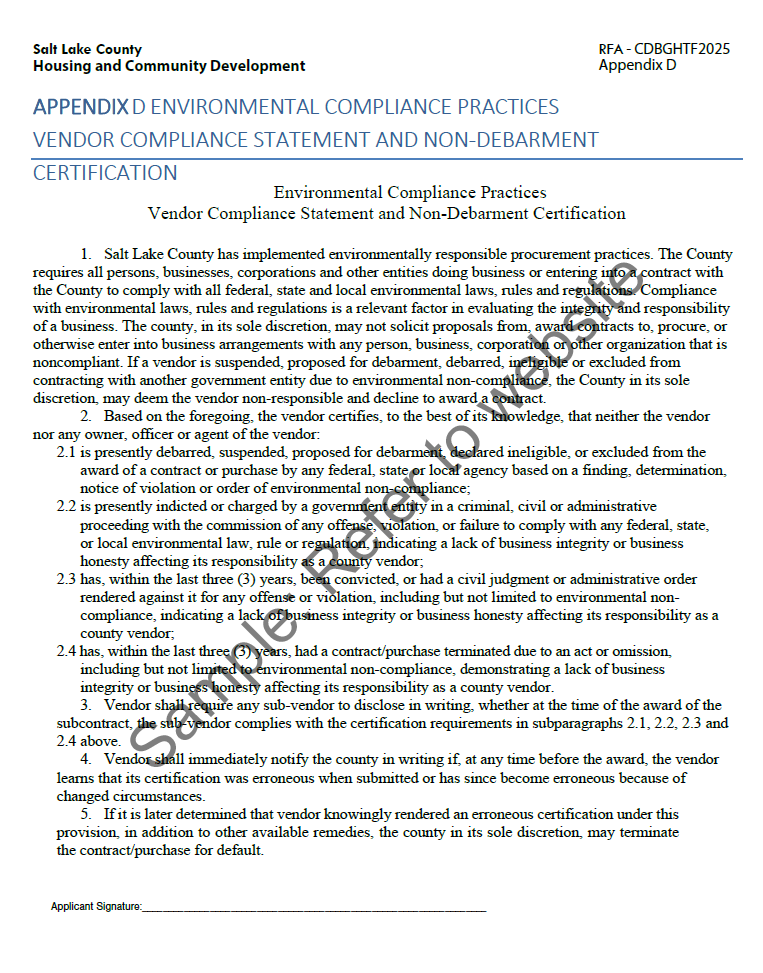 Salt Lake County
Housing and Community Development
RFA - CDBGHTF2025
Appendix D
APPENDIX D ENVIRONMENTAL COMPLIANCE PRACTICES
VENDOR COMPLIANCE STATEMENT AND NON-DEBARMENT
CERTIFICATION
Environmental Compliance Practices
Vendor Compliance Statement and Non-Debarment Certification
1. Salt Lake County has implemented environmentally responsible procurement practices. The County
requires all persons, businesses, corporations and other entities doing business or entering into a contract with
the County to comply with all federal, state and local environmental laws, rules and regulations. Compliance
with environmental laws, rules and regulations is a relevant factor in evaluating the integrity and responsibility
of a business. The county, in its sole discretion, may not solicit proposals from, award contracts to, procure, or
otherwise enter into business arrangements with any person, business, corporation or other organization that is
noncompliant. If a vendor is suspended, proposed for debarment, debarred, ineligible or excluded from
contracting with another government entity due to environmental non-compliance, the County in its sole
discretion, may deem the vendor non-responsible and decline to award a contract.
2. Based on the foregoing, the vendor certifies, to the best of its knowledge, that neither the vendor
nor any owner, officer or agent of the vendor:
2.1 is presently debarred, suspended, proposed for debarment, declared ineligible, or excluded from the
award of a contract or purchase by any federal, state or local agency based on a finding, determination,
notice of violation or order of environmental non-compliance;
2.2 is presently indicted or charged by a government entity in a criminal, civil or administrative
proceeding with the commission of any offense, violation, or failure to comply with any federal, state,
or local environmental law, rule or regulation, indicating a lack of business integrity or business
honesty affecting its responsibility as a county vendor;
2.3 has, within the last three (3) years, been convicted, or had a civil judgment or administrative order
rendered against it for any offense or violation, including but not limited to environmental non-
compliance, indicating a lack of business integrity or business honesty affecting its responsibility as a
county vendor;
2.4 has, within the last three (3) years, had a contract/purchase terminated due to an act or omission,
including but not limited to environmental non-compliance, demonstrating a lack of business
integrity or business honesty affecting its responsibility as a county vendor.
3. Vendor shall require any sub-vendor to disclose in writing, whether at the time of the award of the
subcontract, the sub-vendor complies with the certification requirements in subparagraphs 2.1, 2.2, 2.3 and
2.4 above.
4. Vendor shall immediately notify the county in writing if, at any time before the award, the vendor
learns that its certification was erroneous when submitted or has since become erroneous because of
changed circumstances.
5. If it is later determined that vendor knowingly rendered an erroneous certification under this
provision, in addition to other available remedies, the county in its sole discretion, may terminate
the contract/purchase for default.
Applicant Signature:
Sample: Refer to website